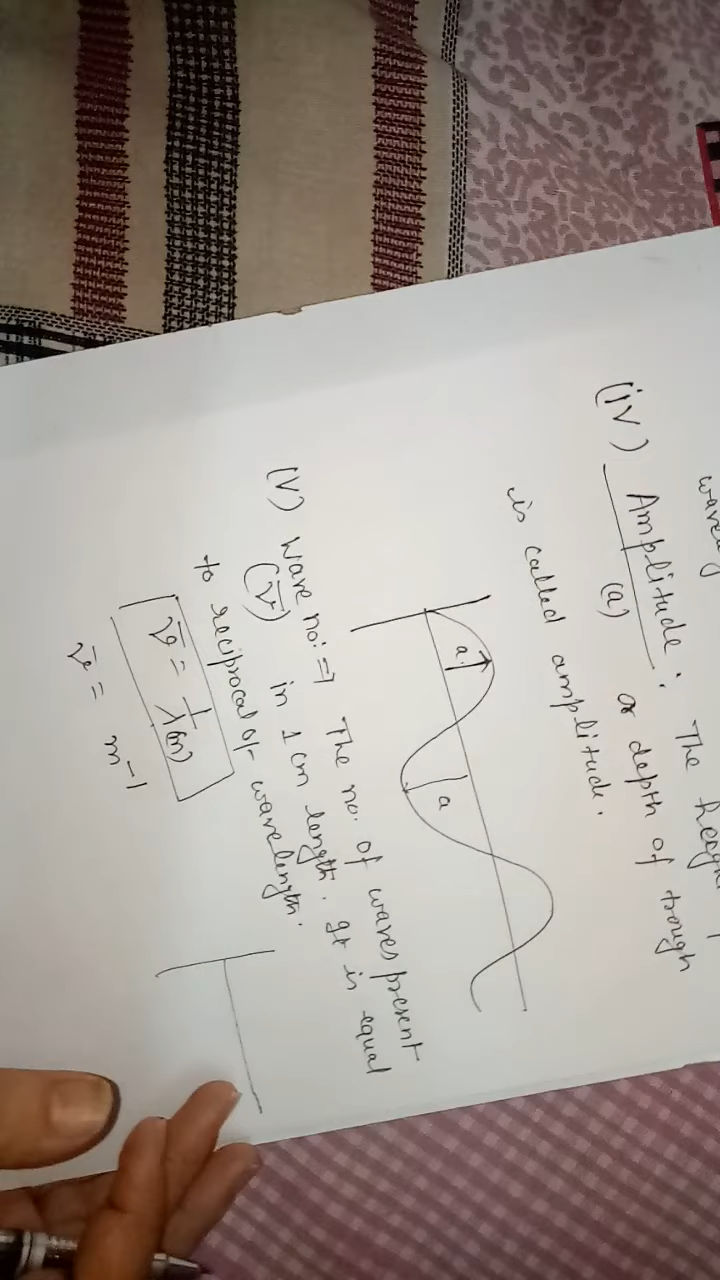 (iv) Amplitude: The
(a) or depth of trough
is called amplitude.
a
a
(V) Wave no: ⇒ The no. of waves present
(ν̄) in 1 cm length. It is equal
to reciprocal of wavelength.
ν̄ = 1/λ(m)
ν̄ = m-1